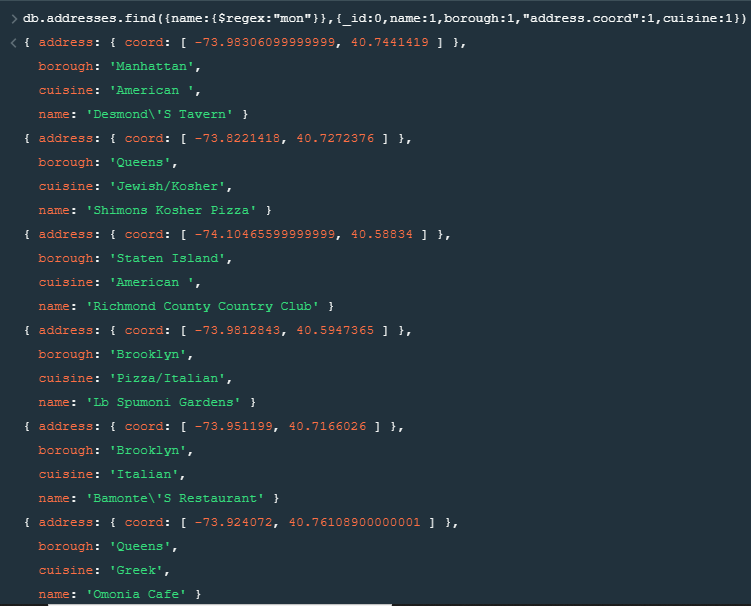 > db.addresses.find({name:{$regex:"mon"}},{_id:0,name:1,borough:1,"address.coord":1,cuisine:1})
< { address: { coord: [ -73.98306099999999, 40.7441419 ] },
borough: 'Manhattan',
cuisine: 'American ',
name: 'Desmond\'S Tavern' }
{ address: { coord: [ -73.8221418, 40.7272376 ] },
borough: 'Queens',
cuisine: 'Jewish/Kosher',
name: 'Shimons Kosher Pizza' }
{ address: { coord: [ -74.10465599999999, 40.58834 ] },
borough: 'Staten Island',
cuisine: 'American ',
name: 'Richmond County Country Club' }
{ address: { coord: [ -73.9812843, 40.5947365 ] },
borough: 'Brooklyn',
cuisine: 'Pizza/Italian',
name: 'Lb Spumoni Gardens' }
{ address: { coord: [ -73.951199, 40.7166026 ] },
borough: 'Brooklyn',
cuisine: 'Italian',
name: 'Bamonte\'S Restaurant' }
{ address: { coord: [ -73.924072, 40.76108900000001 ] },
borough: 'Queens',
cuisine: 'Greek',
name: 'Omonia Cafe' }